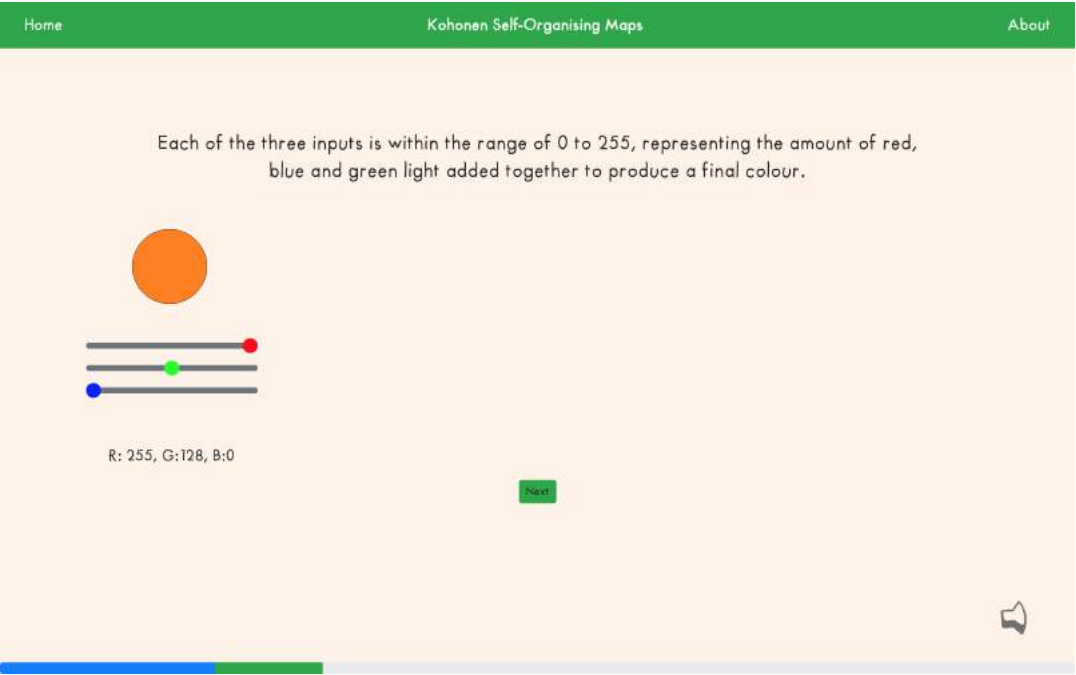 Home
Kohonen Self-Organising Maps
About
Each of the three inputs is within the range of 0 to 255, representing the amount of red,
blue and green light added together to produce a final colour.
R: 255, G:128, B:0
Next